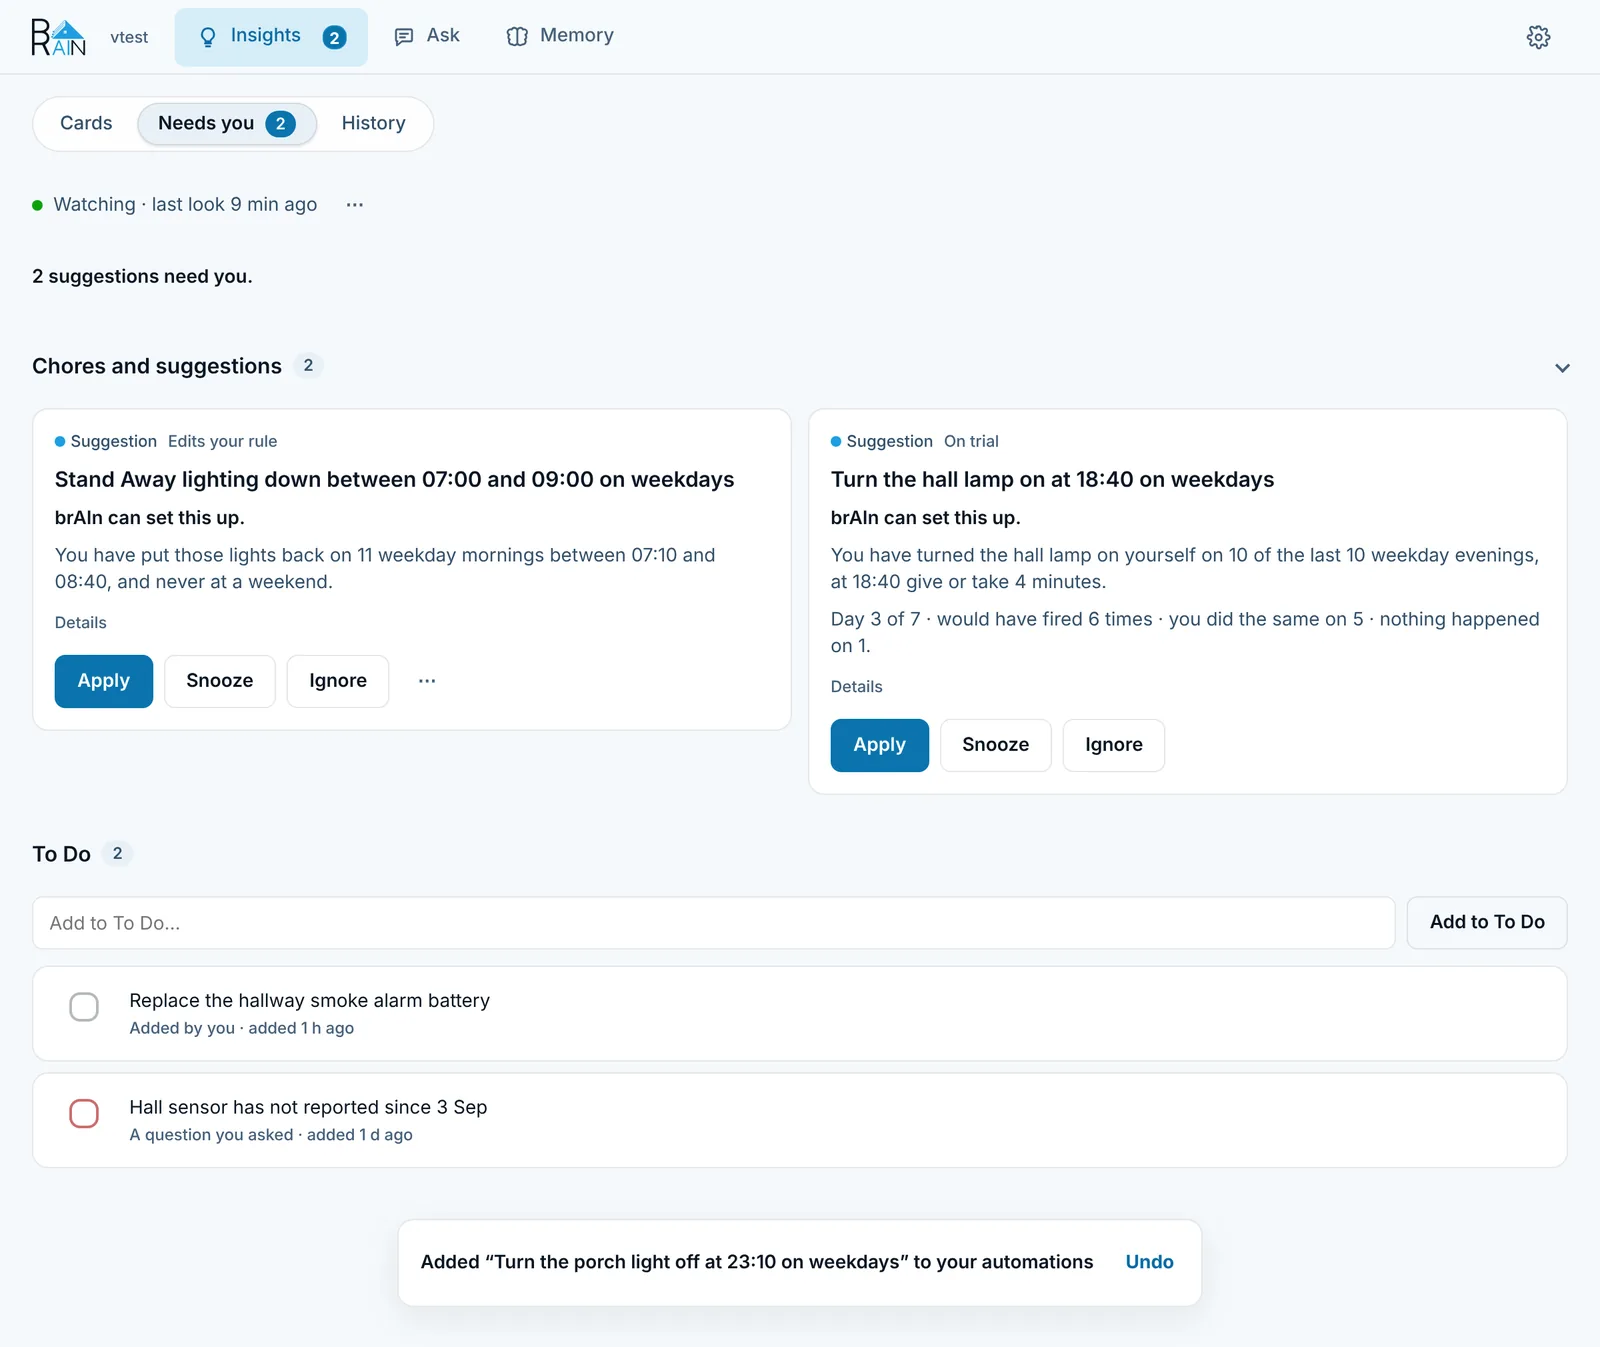 BRAIN
vtest
Insights 2
Ask
Memory
Cards
Needs you 2
History
Watching · last look 9 min ago
2 suggestions need you.
Chores and suggestions 2
Suggestion Edits your rule
Stand Away lighting down between 07:00 and 09:00 on weekdays
brAIn can set this up.
You have put those lights back on 11 weekday mornings between 07:10 and
08:40, and never at a weekend.
Details
Apply
Snooze
Ignore
Suggestion On trial
Turn the hall lamp on at 18:40 on weekdays
brAIn can set this up.
You have turned the hall lamp on yourself on 10 of the last 10 weekday evenings,
at 18:40 give or take 4 minutes.
Day 3 of 7 · would have fired 6 times · you did the same on 5 · nothing happened
on 1.
Details
Apply
Snooze
Ignore
To Do 2
Add to To Do...
Add to To Do
Replace the hallway smoke alarm battery
Added by you · added 1 h ago
Hall sensor has not reported since 3 Sep
A question you asked · added 1 d ago
Added “Turn the porch light off at 23:10 on weekdays” to your automations
Undo